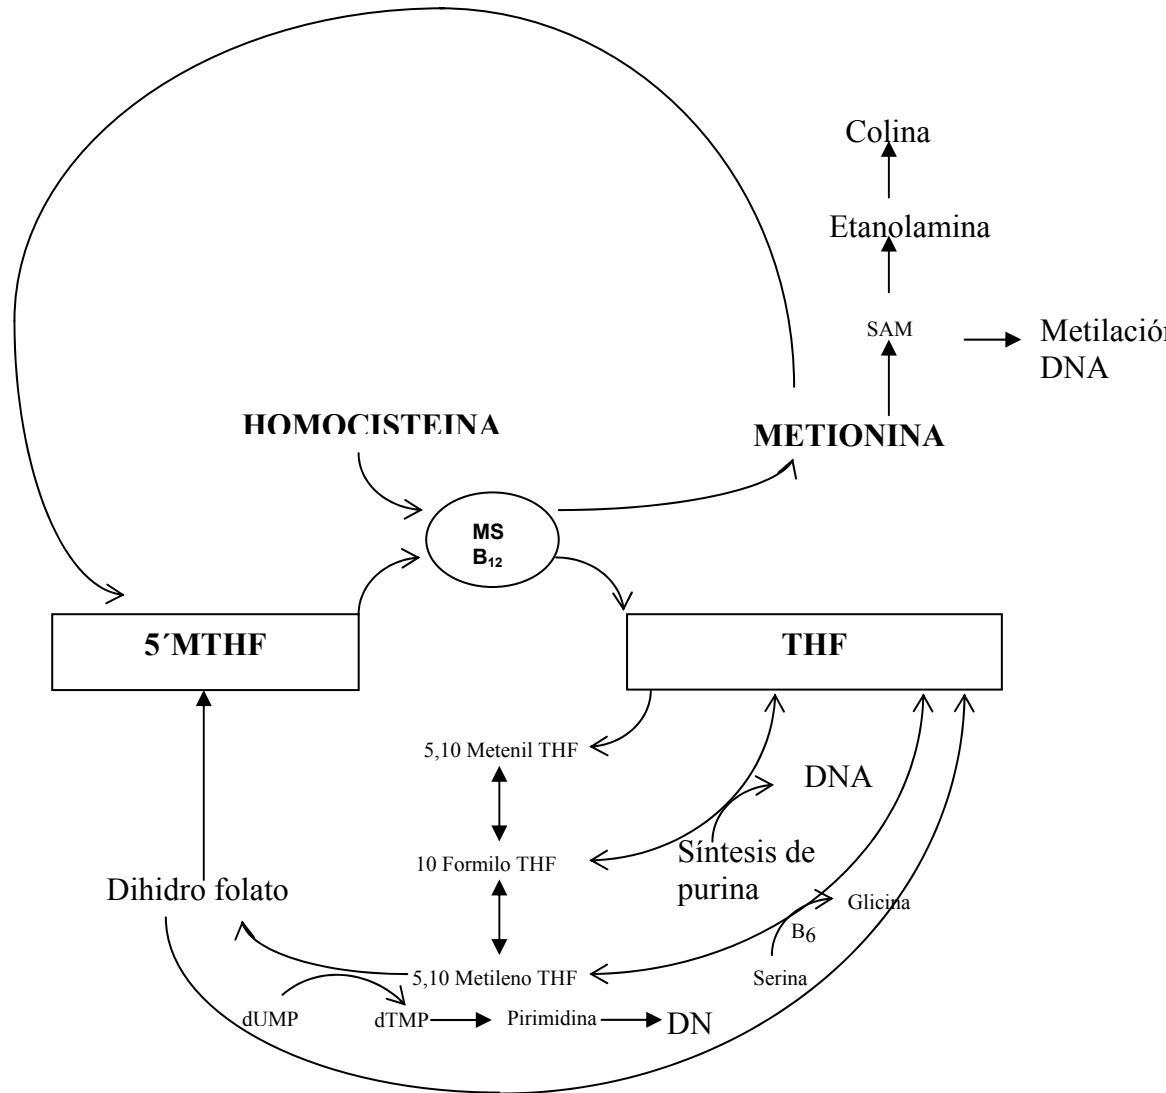 Colina
Etanolamina
SAM
Metilación
DNA
HOMOCISTEINA
METIONINA
MS
B₁₂
5´MTHF
THF
5,10 Metenil THF
DNA
10 Formilo THF
Síntesis de
purina
Dihidro folato
Glicina
B₆
5,10 Metileno THF
Serina
dUMP
dTMP
Pirimidina
DN